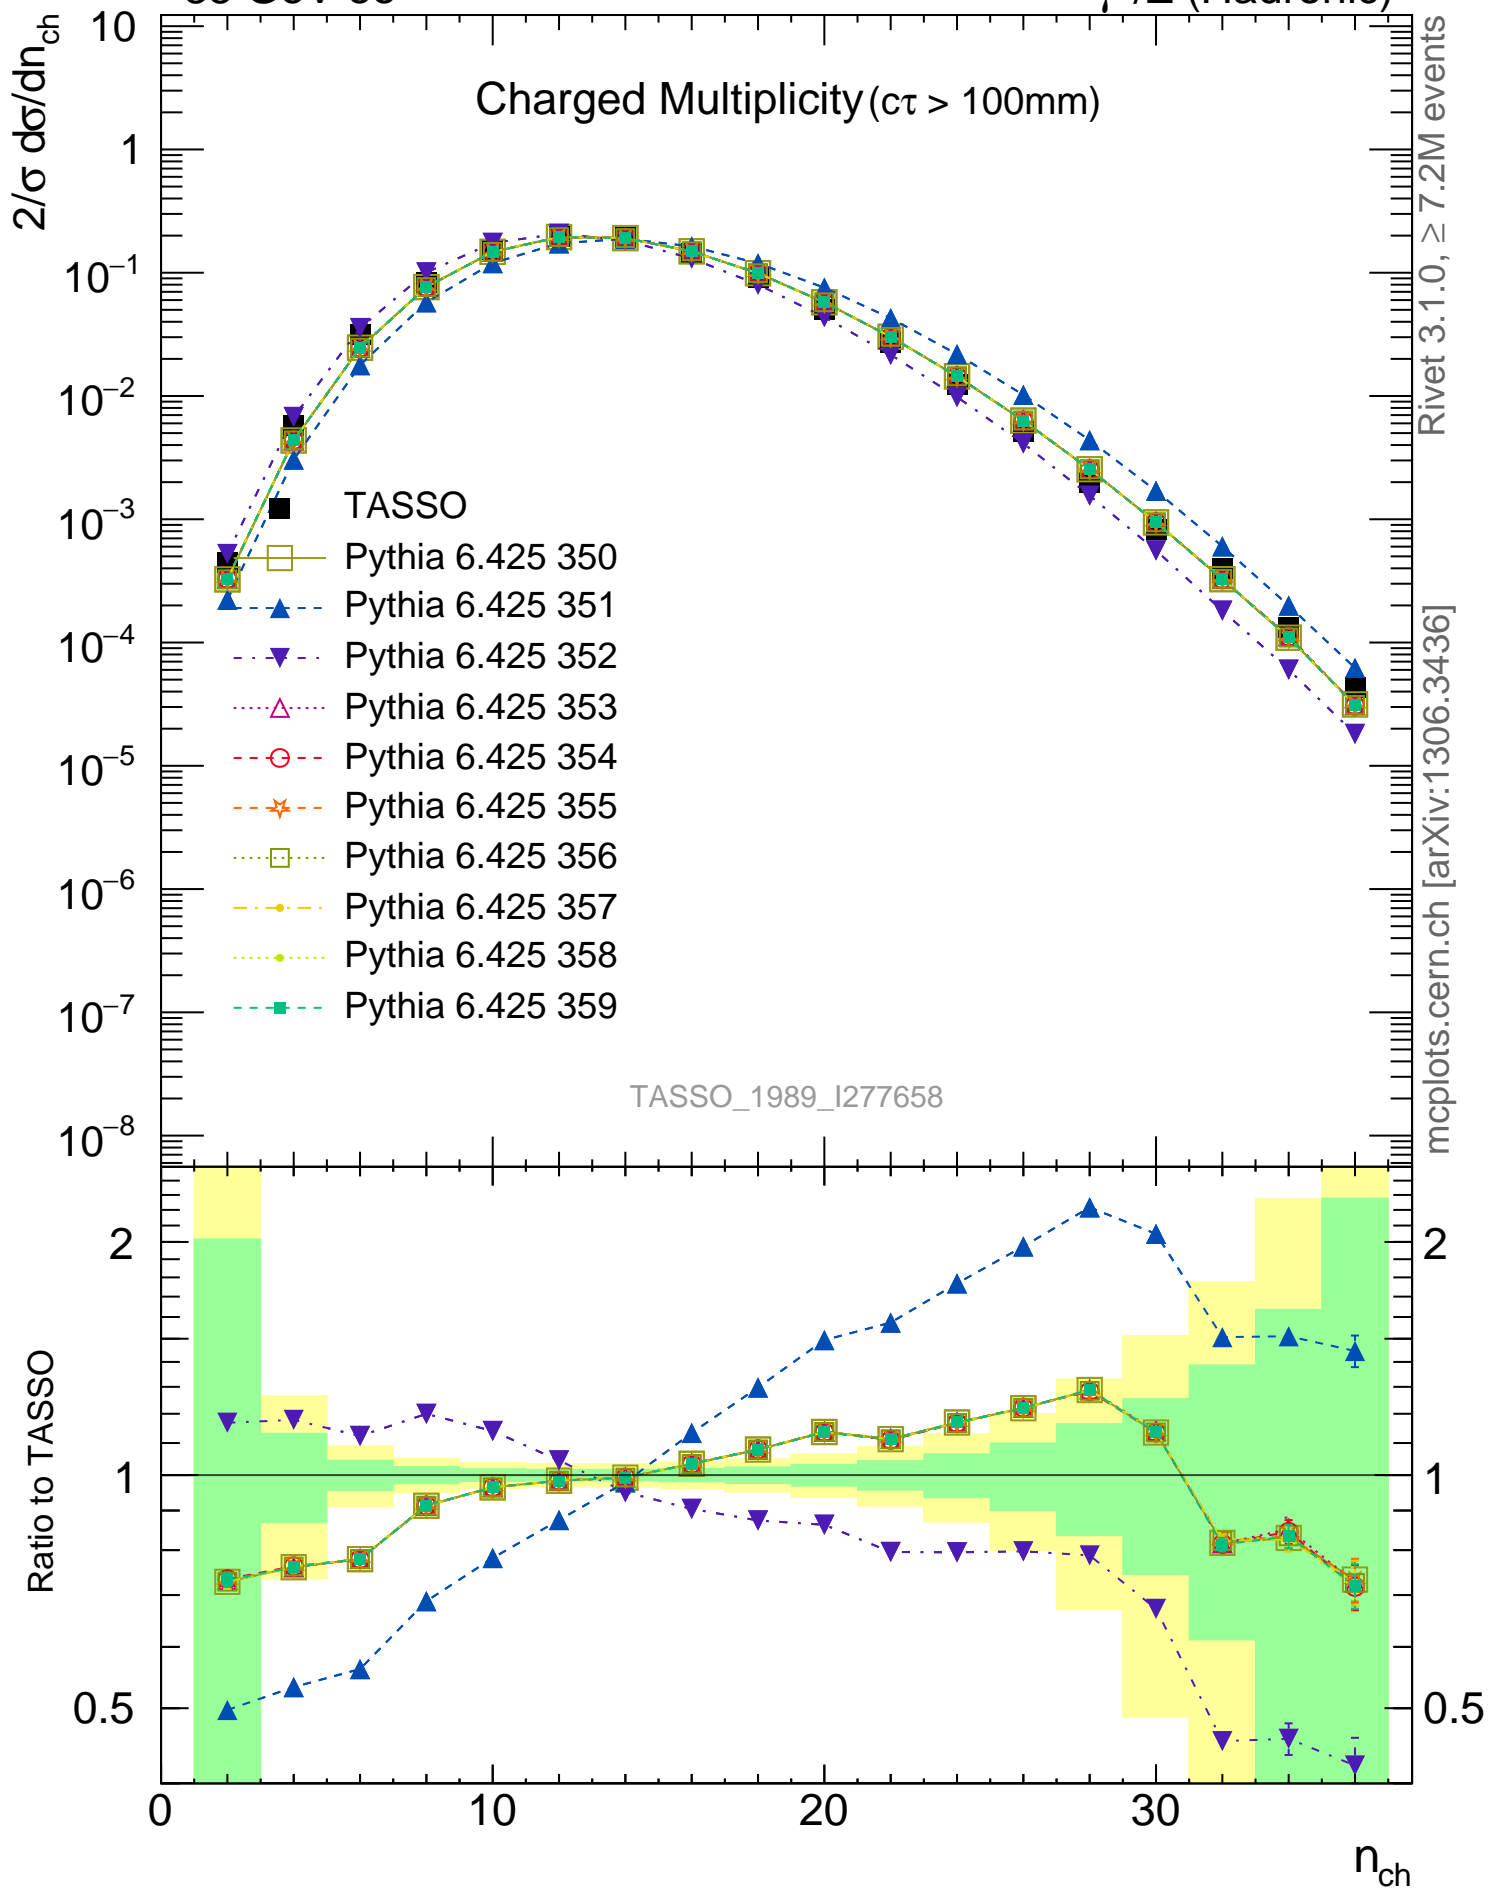 2/σ dσ/dn_ch
Charged Multiplicity (cτ > 100mm)
10
1
10⁻¹
10⁻²
10⁻³
10⁻⁴
10⁻⁵
10⁻⁶
10⁻⁷
10⁻⁸
TASSO
Pythia 6.425 350
Pythia 6.425 351
Pythia 6.425 352
Pythia 6.425 353
Pythia 6.425 354
Pythia 6.425 355
Pythia 6.425 356
Pythia 6.425 357
Pythia 6.425 358
Pythia 6.425 359
TASSO_1989_I277658
Rivet 3.1.0, ≥ 7.2M events
mcplots.cern.ch [arXiv:1306.3436]
Ratio to TASSO
2
1
0.5
2
1
0.5
0 10 20 30
n_ch